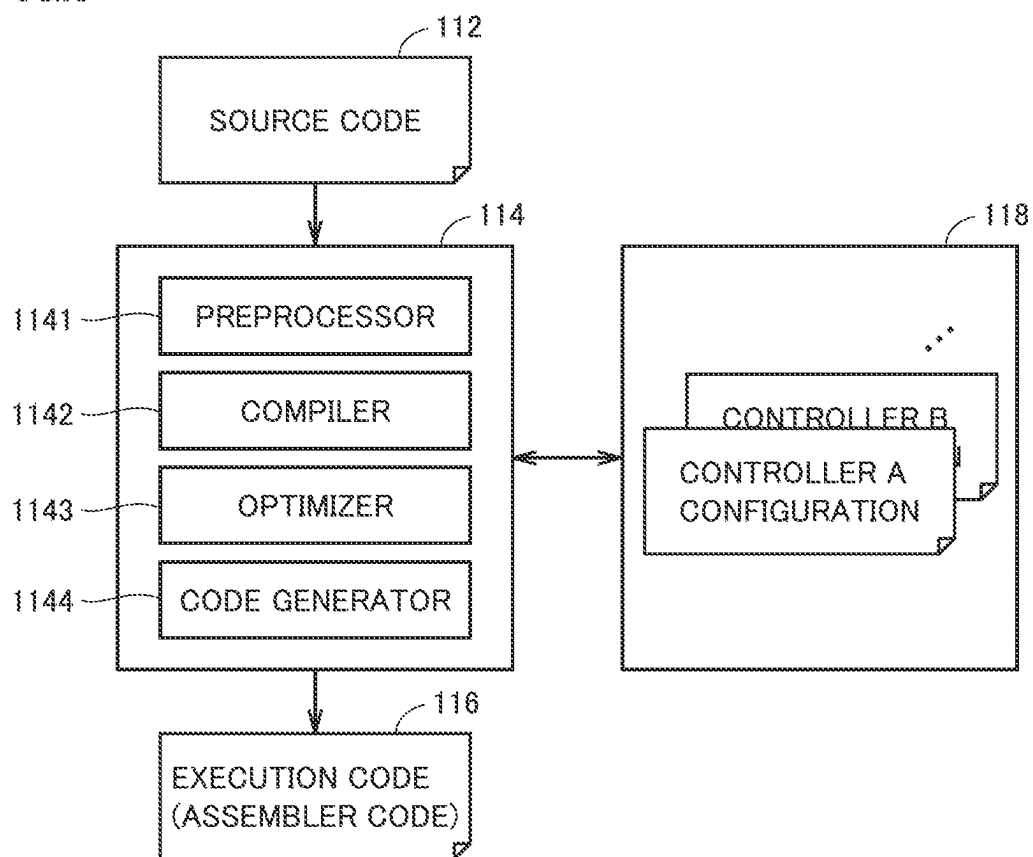 112
SOURCE CODE
114
118
1141
PREPROCESSOR
1142
COMPILER
1143
OPTIMIZER
1144
CODE GENERATOR
CONTROLLER B
CONTROLLER A
CONFIGURATION
116
EXECUTION CODE
(ASSEMBLER CODE)